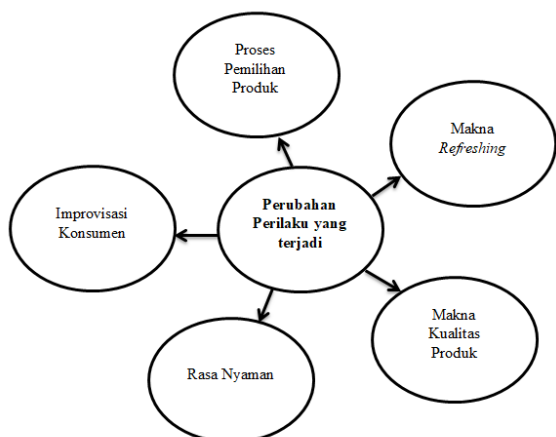 Proses
Pemilihan
Produk
Makna
Refreshing
Improvisasi
Konsumen
Perubahan
Perilaku yang
terjadi
Makna
Kualitas
Produk
Rasa Nyaman